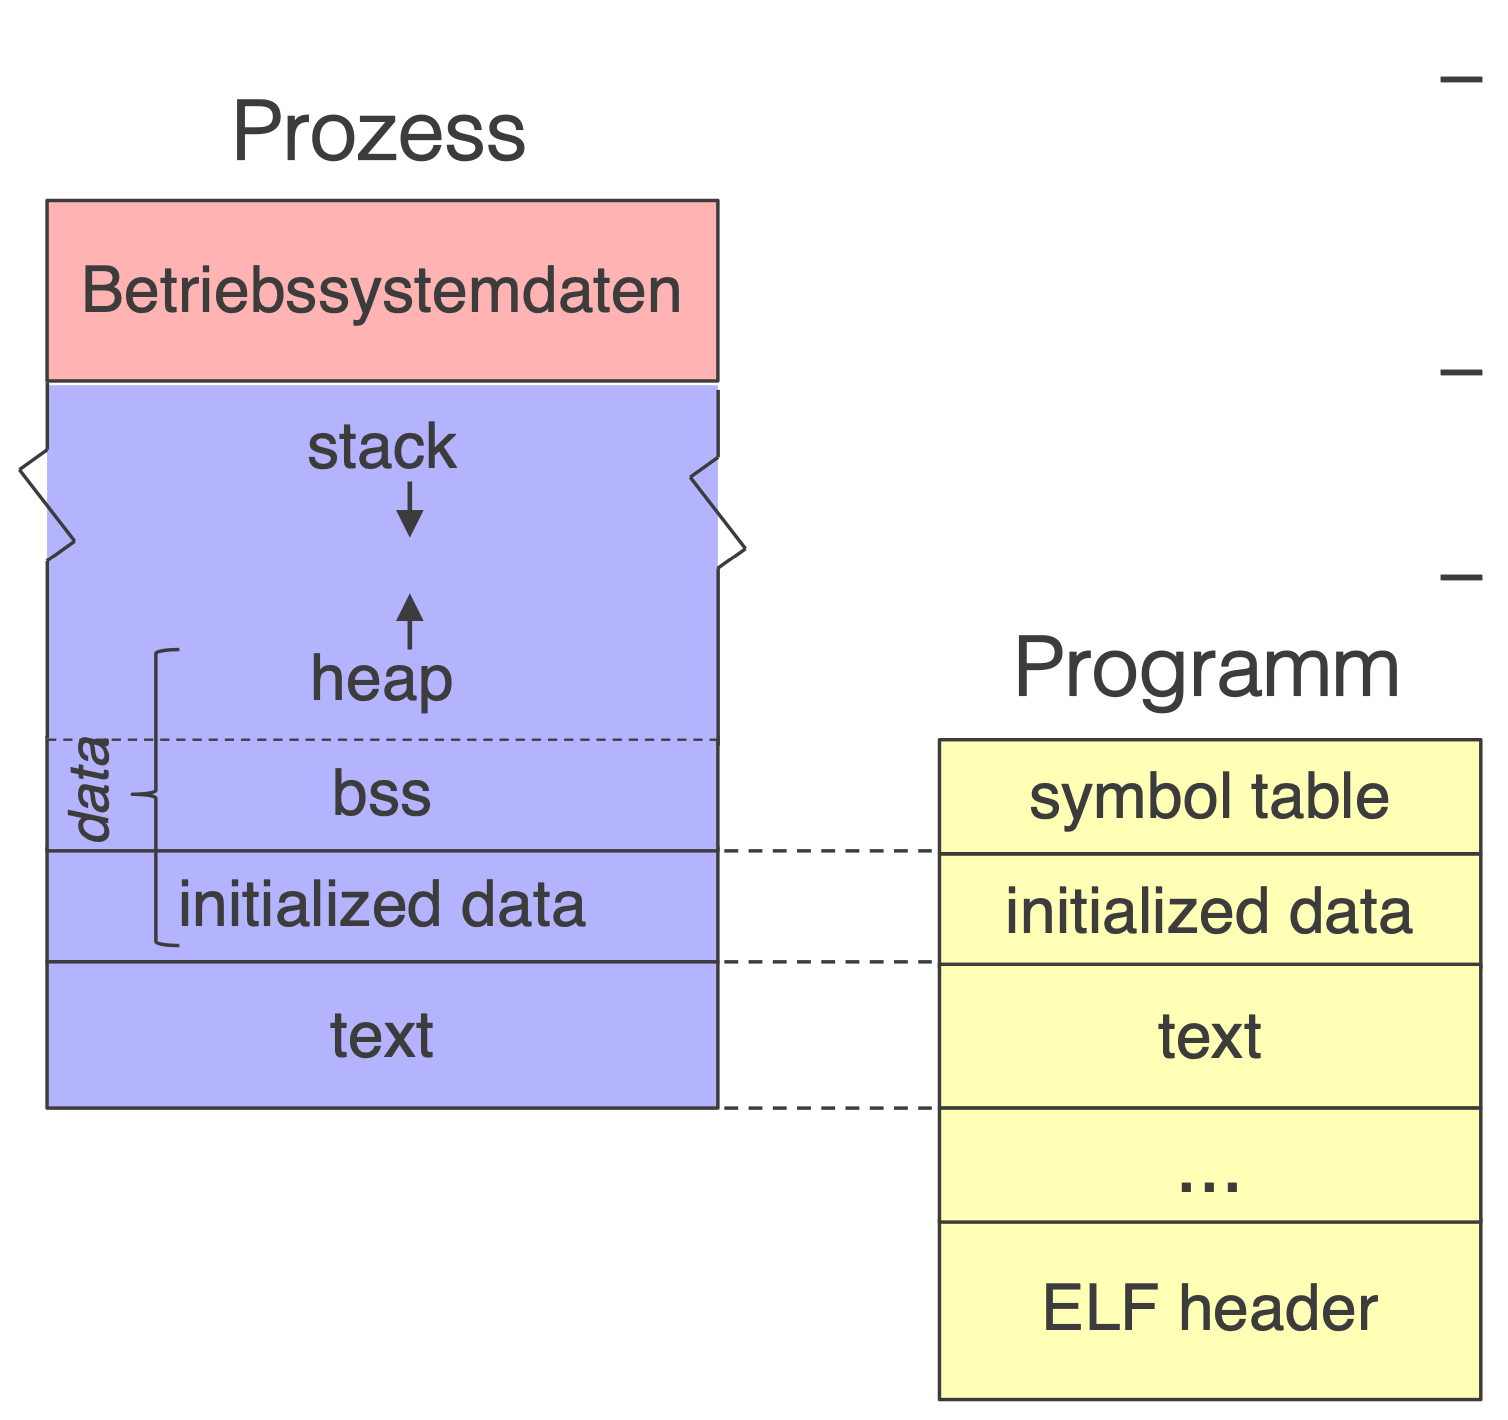 Prozess
Betriebssystemdaten
stack
heap
data
bss
initialized data
text
Programm
symbol table
initialized data
text
...
ELF header